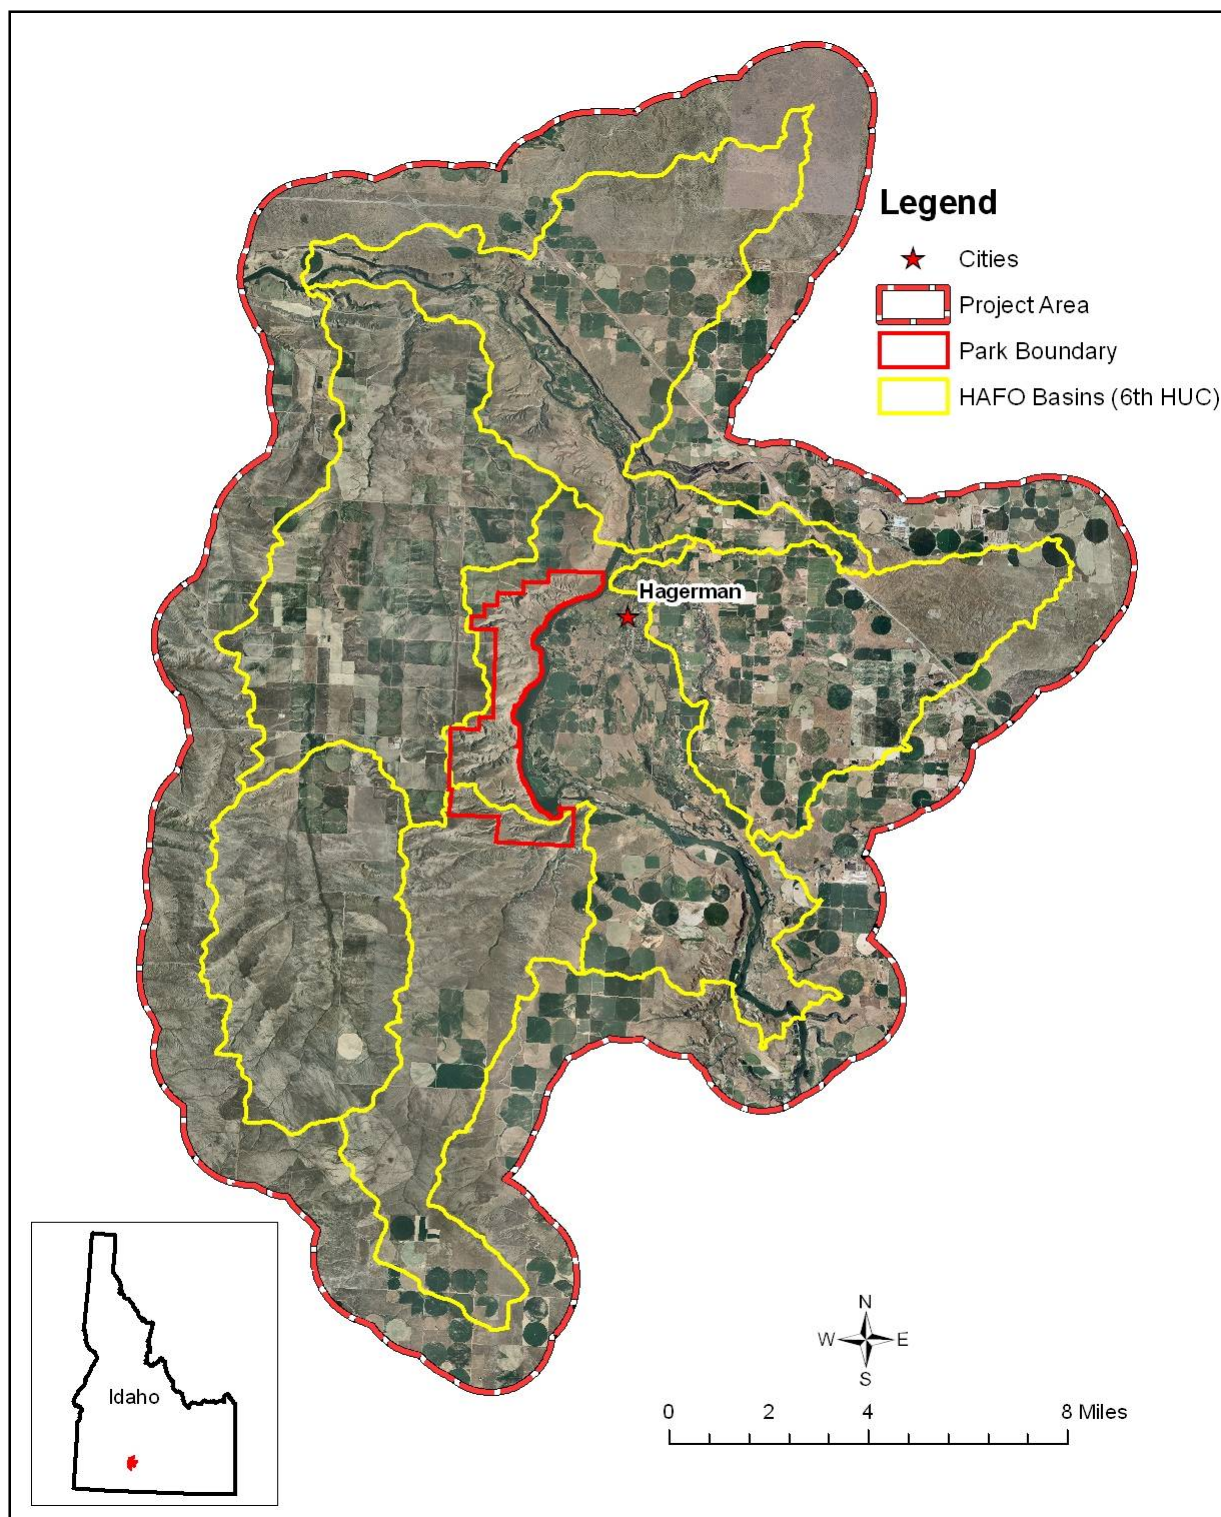 Legend
Cities
Project Area
Park Boundary
HAFO Basins (6th HUC)
Hagerman
N
W E
S
Idaho
0 2 4 8 Miles